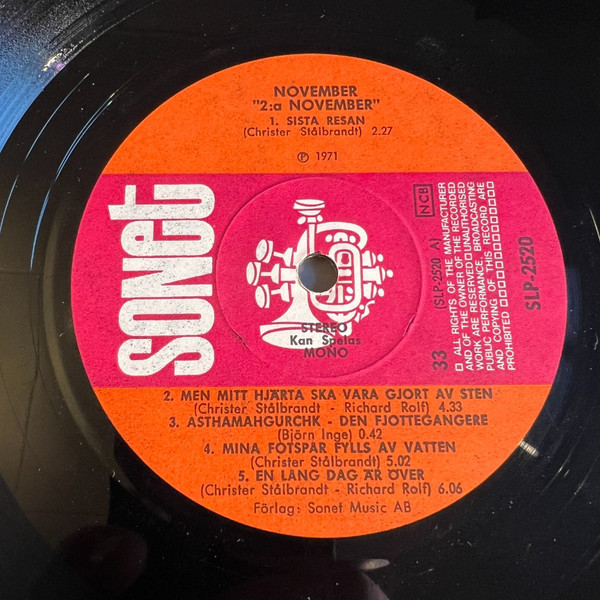 NOVEMBER
"2:a NOVEMBER"
1. SISTA RESAN
(Christer Stålbrandt) 2.27
℗ 1971
sonet
STEREO
Kan Spelas
MONO
NCB
33
(SLP-2520 A)
□ ALL RIGHTS OF THE MANUFACTURER
AND OF THE OWNER OF THE RECORDED
WORK ARE RESERVED □ UNAUTHORISED
PUBLIC PERFORMANCE, BROADCASTING
AND COPYING OF THIS RECORD ARE
PROHIBITED □□□□□□□□□□
SLP-2520
2. MEN MITT HJÄRTA SKA VARA GJORT AV STEN
(Christer Stålbrandt - Richard Rolf) 4.33
3. ASTHAMAHGURCHK - DEN FJOTTEGÅNGERE
(Björn Inge) 0.42
4. MINA FOTSPÅR FYLLS AV VATTEN
(Christer Stålbrandt) 5.02
5. EN LÅNG DAG ÄR ÖVER
(Christer Stålbrandt - Richard Rolf) 6.06
Förlag: Sonet Music AB